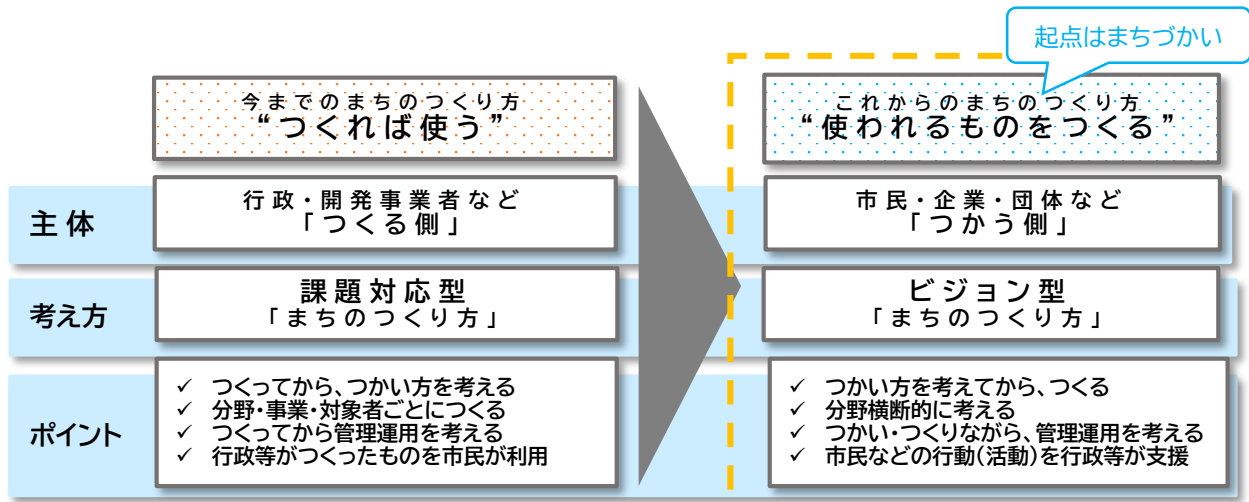 起点はまちづかい
今までのまちのつくり方
“つくれば使う”
これからのまちのつくり方
“使われるものをつくる”
主体
行政・開発事業者など
「つくる側」
市民・企業・団体など
「つかう側」
考え方
課題対応型
「まちのつくり方」
ビジョン型
「まちのつくり方」
ポイント
✓ つくってから、つかい方を考える
✓ 分野・事業・対象者ごとにつくる
✓ つくってから管理運用を考える
✓ 行政等がつくったものを市民が利用
✓ つかい方を考えてから、つくる
✓ 分野横断的に考える
✓ つかい・つくりながら、管理運用を考える
✓ 市民などの行動(活動)を行政等が支援